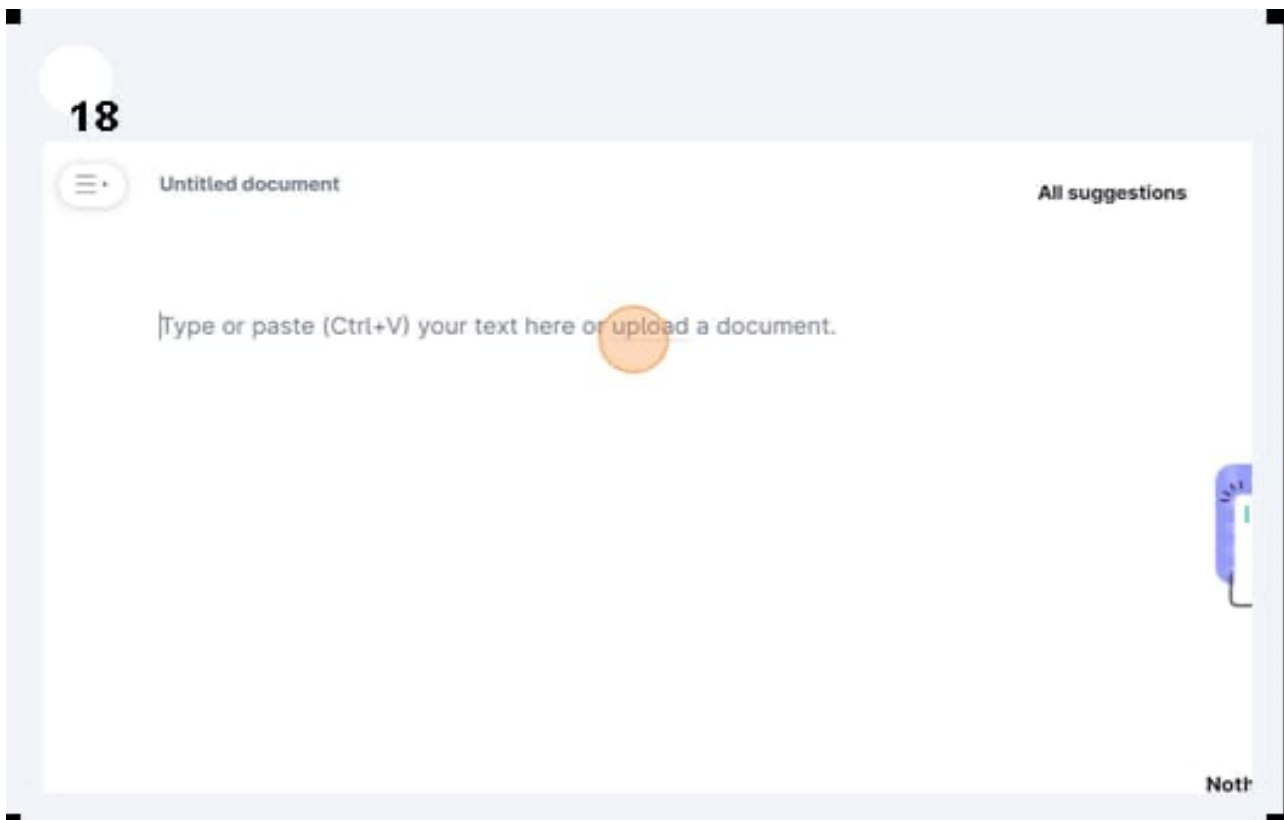 18
Untitled document
All suggestions
Type or paste (Ctrl+V) your text here or upload a document.